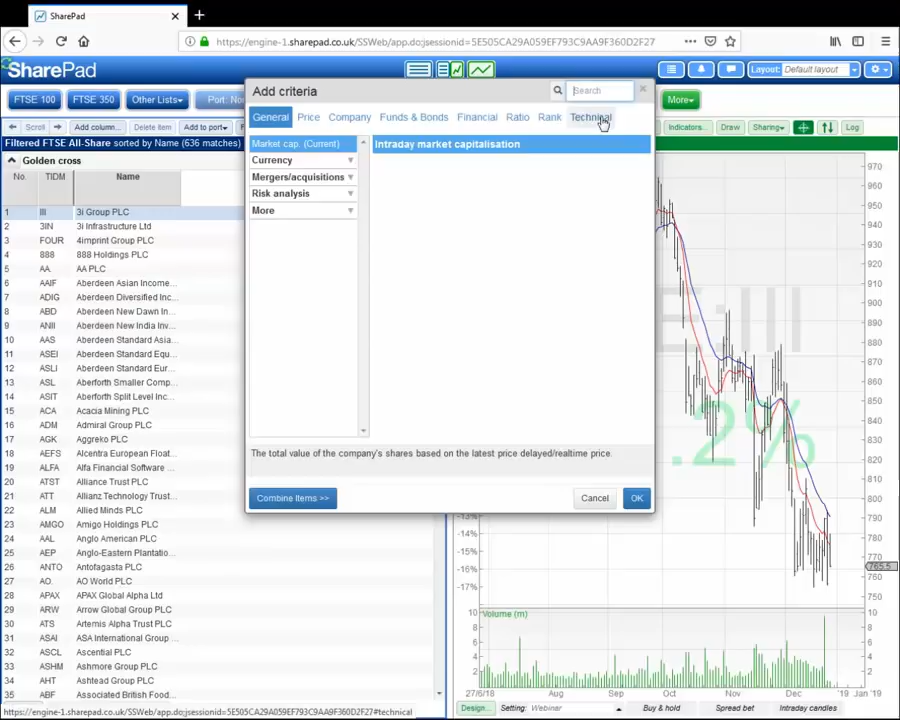 SharePad
https://engine-1.sharepad.co.uk/SSWeb/app.do;jsessionid=5E505CA29A059EF793C9AA9F360D2F27
SharePad
Layout: Default layout
FTSE 100
FTSE 350
Other Lists
Port: No
More
Scroll
Add column...
Delete item
Add to port
Indicators...
Draw
Sharing
Log
Filtered FTSE All-Share sorted by Name (636 matches)
Golden cross
No. TIDM Name
1 III 3i Group PLC
2 3IN 3i Infrastructure Ltd
3 FOUR 4imprint Group PLC
4 888 888 Holdings PLC
5 AA. AA PLC
6 AAIF Aberdeen Asian Income...
7 ADIG Aberdeen Diversified Inc...
8 ABD Aberdeen New Dawn In...
9 ANII Aberdeen New India Inv...
10 AAS Aberdeen Standard Asia...
11 ASEI Aberdeen Standard Equ...
12 ASLI Aberdeen Standard Eur...
13 ASL Aberforth Smaller Comp...
14 ASIT Aberforth Split Level Inc...
15 ACA Acacia Mining PLC
16 ADM Admiral Group PLC
17 AGK Aggreko PLC
18 AEFS Alcentra European Float...
19 ALFA Alfa Financial Software ...
20 ATST Alliance Trust PLC
21 ATT Allianz Technology Trust...
22 ALM Allied Minds PLC
23 AMGO Amigo Holdings PLC
24 AAL Anglo American PLC
25 AEP Anglo-Eastern Plantatio...
26 ANTO Antofagasta PLC
27 AO. AO World PLC
28 APAX APAX Global Alpha Ltd
29 ARW Arrow Global Group PLC
30 ATS Artemis Alpha Trust PLC
31 ASAI ASA International Group ...
32 ASCL Ascential PLC
33 ASHM Ashmore Group PLC
34 AHT Ashtead Group PLC
35 ABF Associated British Food...
Add criteria
Search
General Price Company Funds & Bonds Financial Ratio Rank Technical
Market cap. (Current)
Currency
Mergers/acquisitions
Risk analysis
More
Intraday market capitalisation
The total value of the company's shares based on the latest price delayed/realtime price.
Combine Items >>
Cancel
OK
970
960
950
940
930
920
910
900
890
880
870
860
850
840
830
820
810
800
790
780
770
765.5
760
750
III
.2%
-13%
-14%
-15%
-16%
-17%
Volume (m)
10
8
6
4
2
10
8
6
4
2
27/6/18 Aug Sep Oct Nov Dec '19 Jan '19
Design...
Setting: Webinar
Buy & hold
Spread bet
Intraday candles
https://engine-1.sharepad.co.uk/SSWeb/app.do;jsessionid=5E505CA29A059EF793C9AA9F360D2F27#technical